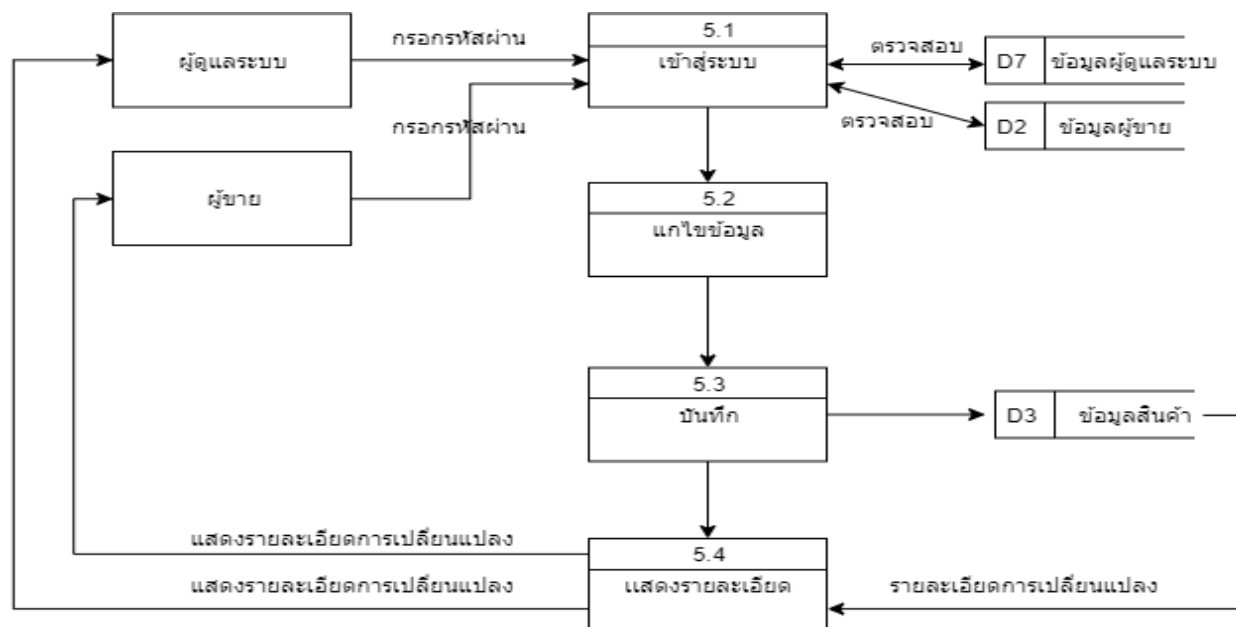 ผู้ดูแลระบบ
กรอกรหัสผ่าน
5.1
เข้าสู่ระบบ
ตรวจสอบ
D7 ข้อมูลผู้ดูแลระบบ
กรอกรหัสผ่าน
ตรวจสอบ
D2 ข้อมูลผู้ขาย
ผู้ขาย
5.2
แกไขข้อมูล
5.3
บันทึก
D3 ข้อมูลสินค้า
แสดงรายละเอียดการเปลี่ยนแปลง
5.4
แสดงรายละเอียดการเปลี่ยนแปลง
แสดงรายละเอียด
รายละเอียดการเปลี่ยนแปลง